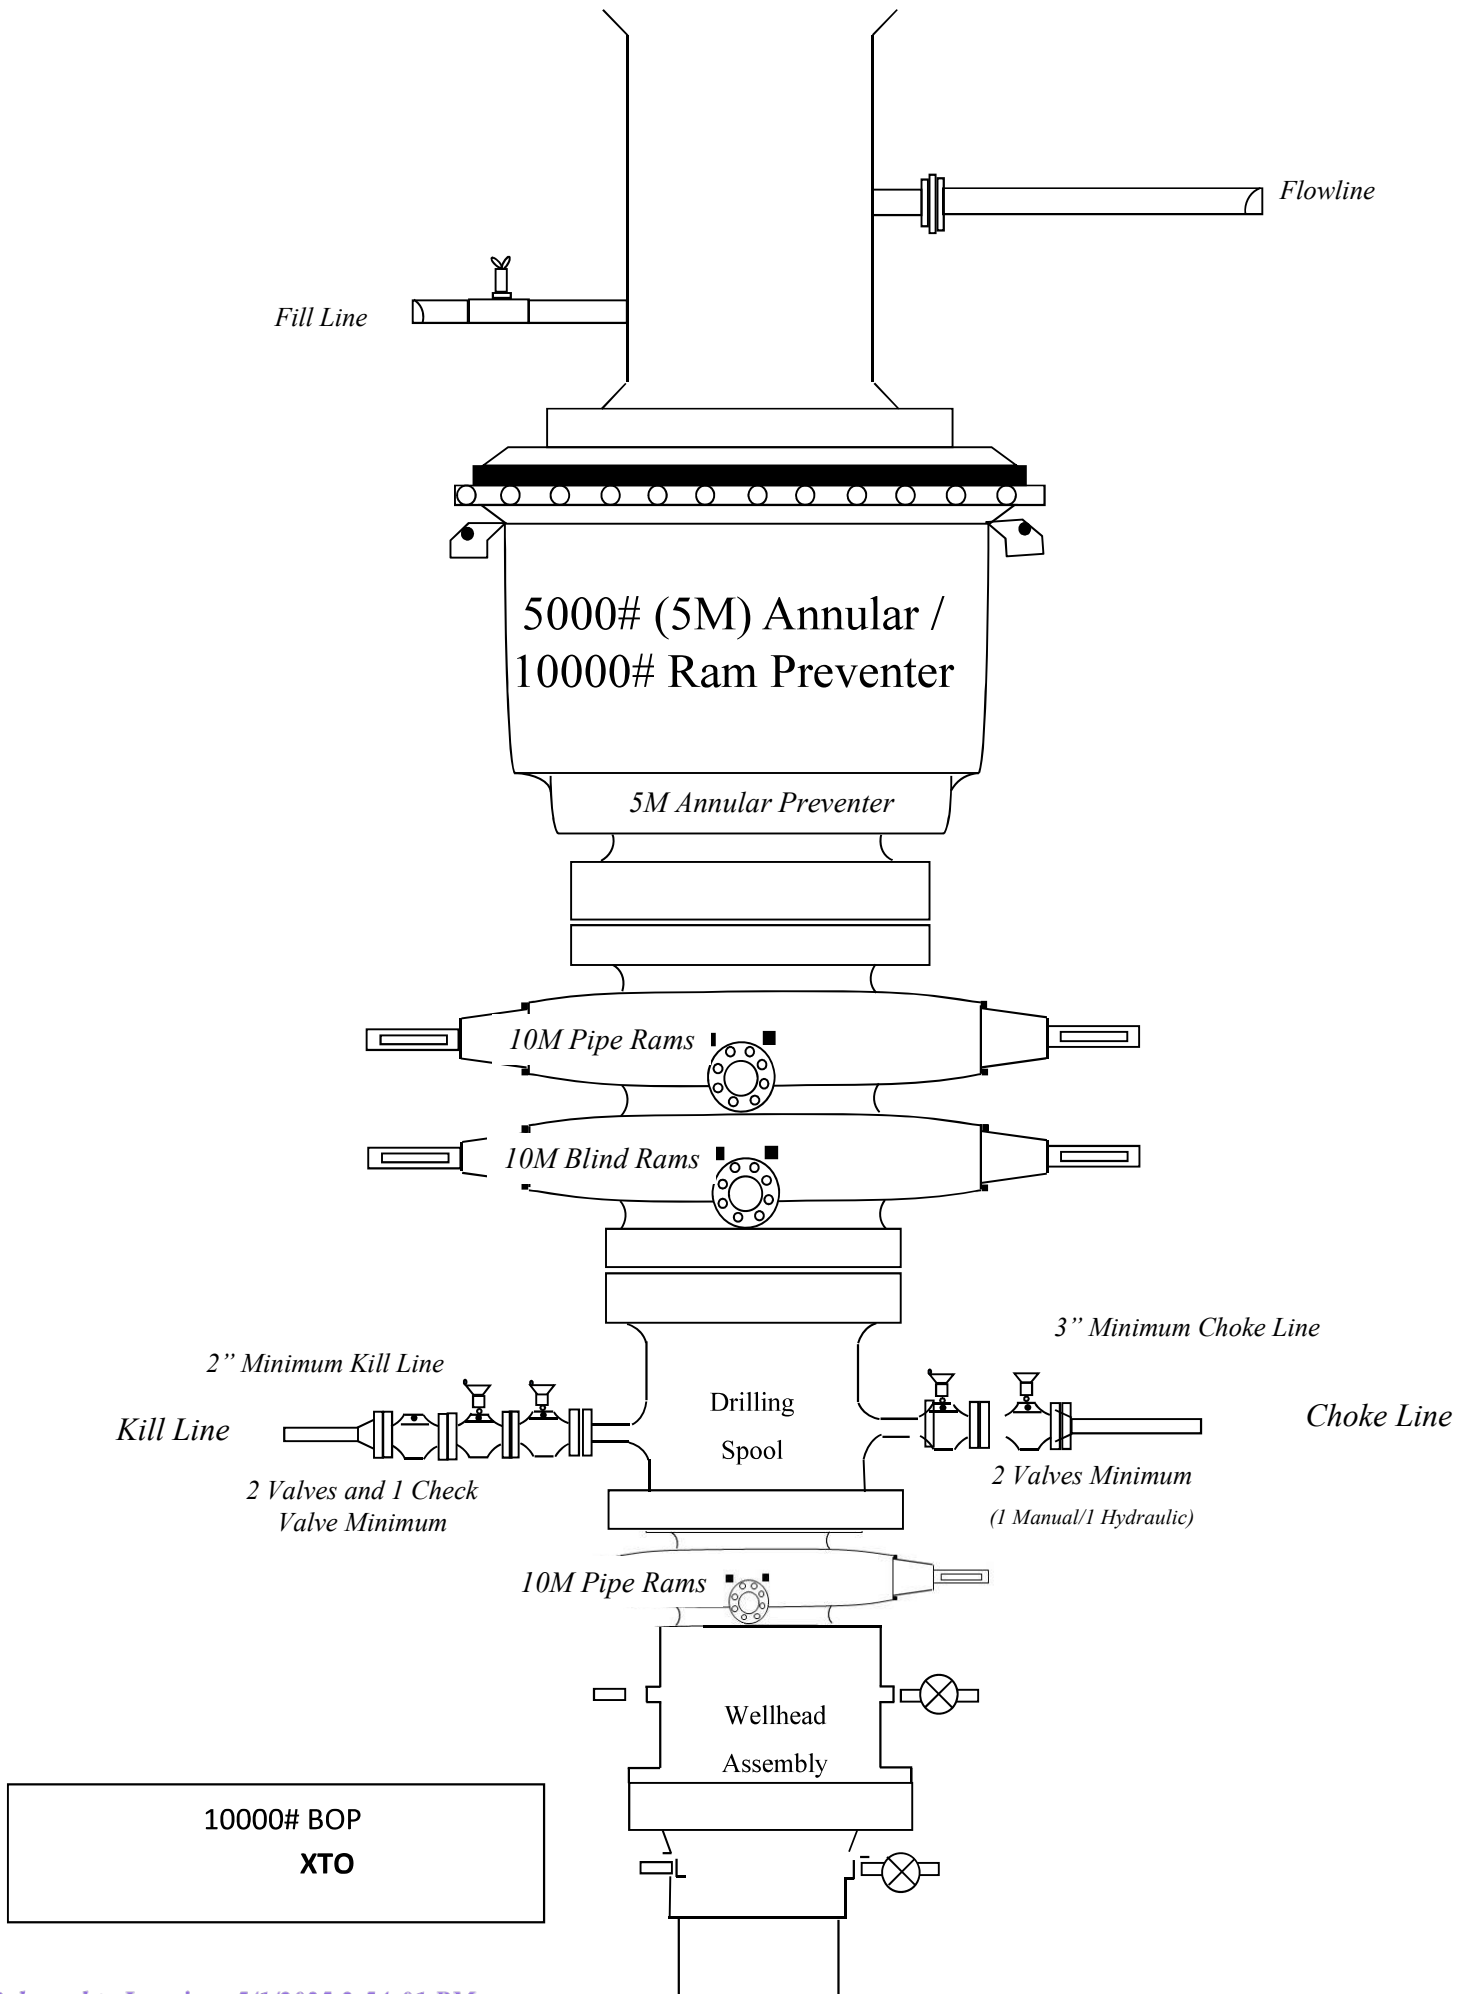 Flowline
Fill Line
5000# (5M) Annular /
10000# Ram Preventer
5M Annular Preventer
10M Pipe Rams
10M Blind Rams
3” Minimum Choke Line
2” Minimum Kill Line
Drilling
Spool
Kill Line
Choke Line
2 Valves and 1 Check
Valve Minimum
2 Valves Minimum
(1 Manual/1 Hydraulic)
10M Pipe Rams
Wellhead
Assembly
10000# BOP
XTO